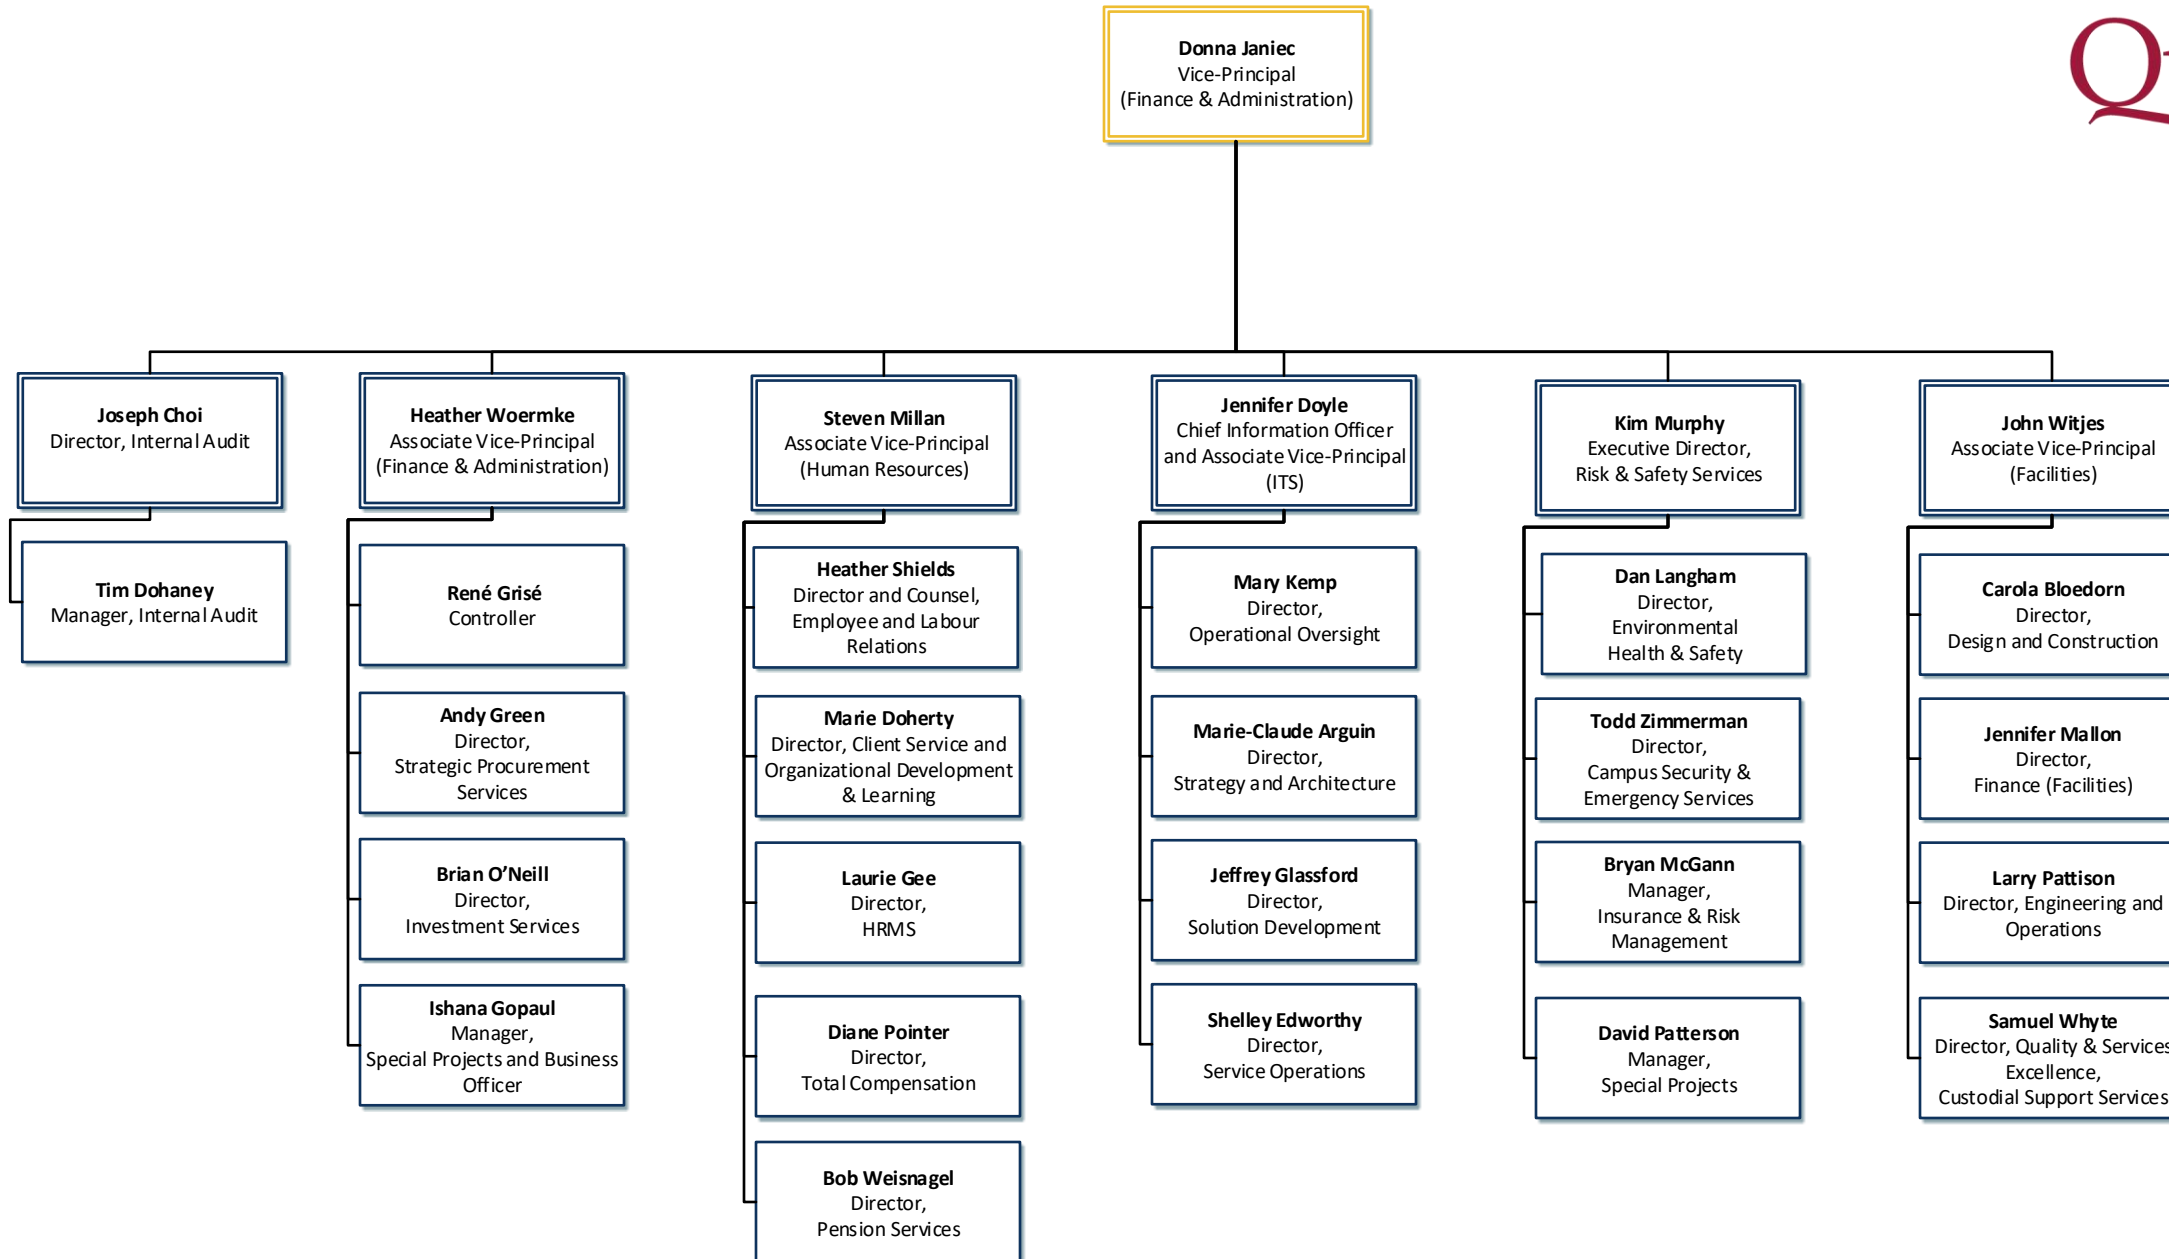 Donna Janiec
Vice-Principal
(Finance & Administration)
Q
Joseph Choi
Director, Internal Audit
Heather Woermke
Associate Vice-Principal
(Finance & Administration)
Steven Millan
Associate Vice-Principal
(Human Resources)
Jennifer Doyle
Chief Information Officer
and Associate Vice-Principal
(ITS)
Kim Murphy
Executive Director,
Risk & Safety Services
John Witjes
Associate Vice-Principal
(Facilities)
Tim Dohaney
Manager, Internal Audit
René Grisé
Controller
Andy Green
Director,
Strategic Procurement
Services
Brian O’Neill
Director,
Investment Services
Ishana Gopaul
Manager,
Special Projects and Business
Officer
Heather Shields
Director and Counsel,
Employee and Labour
Relations
Marie Doherty
Director, Client Service and
Organizational Development
& Learning
Laurie Gee
Director,
HRMS
Diane Pointer
Director,
Total Compensation
Bob Weisnagel
Director,
Pension Services
Mary Kemp
Director,
Operational Oversight
Marie-Claude Arguin
Director,
Strategy and Architecture
Jeffrey Glassford
Director,
Solution Development
Shelley Edworthy
Director,
Service Operations
Dan Langham
Director,
Environmental
Health & Safety
Todd Zimmerman
Director,
Campus Security &
Emergency Services
Bryan McGann
Manager,
Insurance & Risk
Management
David Patterson
Manager,
Special Projects
Carola Bloedorn
Director,
Design and Construction
Jennifer Mallon
Director,
Finance (Facilities)
Larry Pattison
Director, Engineering and
Operations
Samuel Whyte
Director, Quality & Services
Excellence,
Custodial Support Services